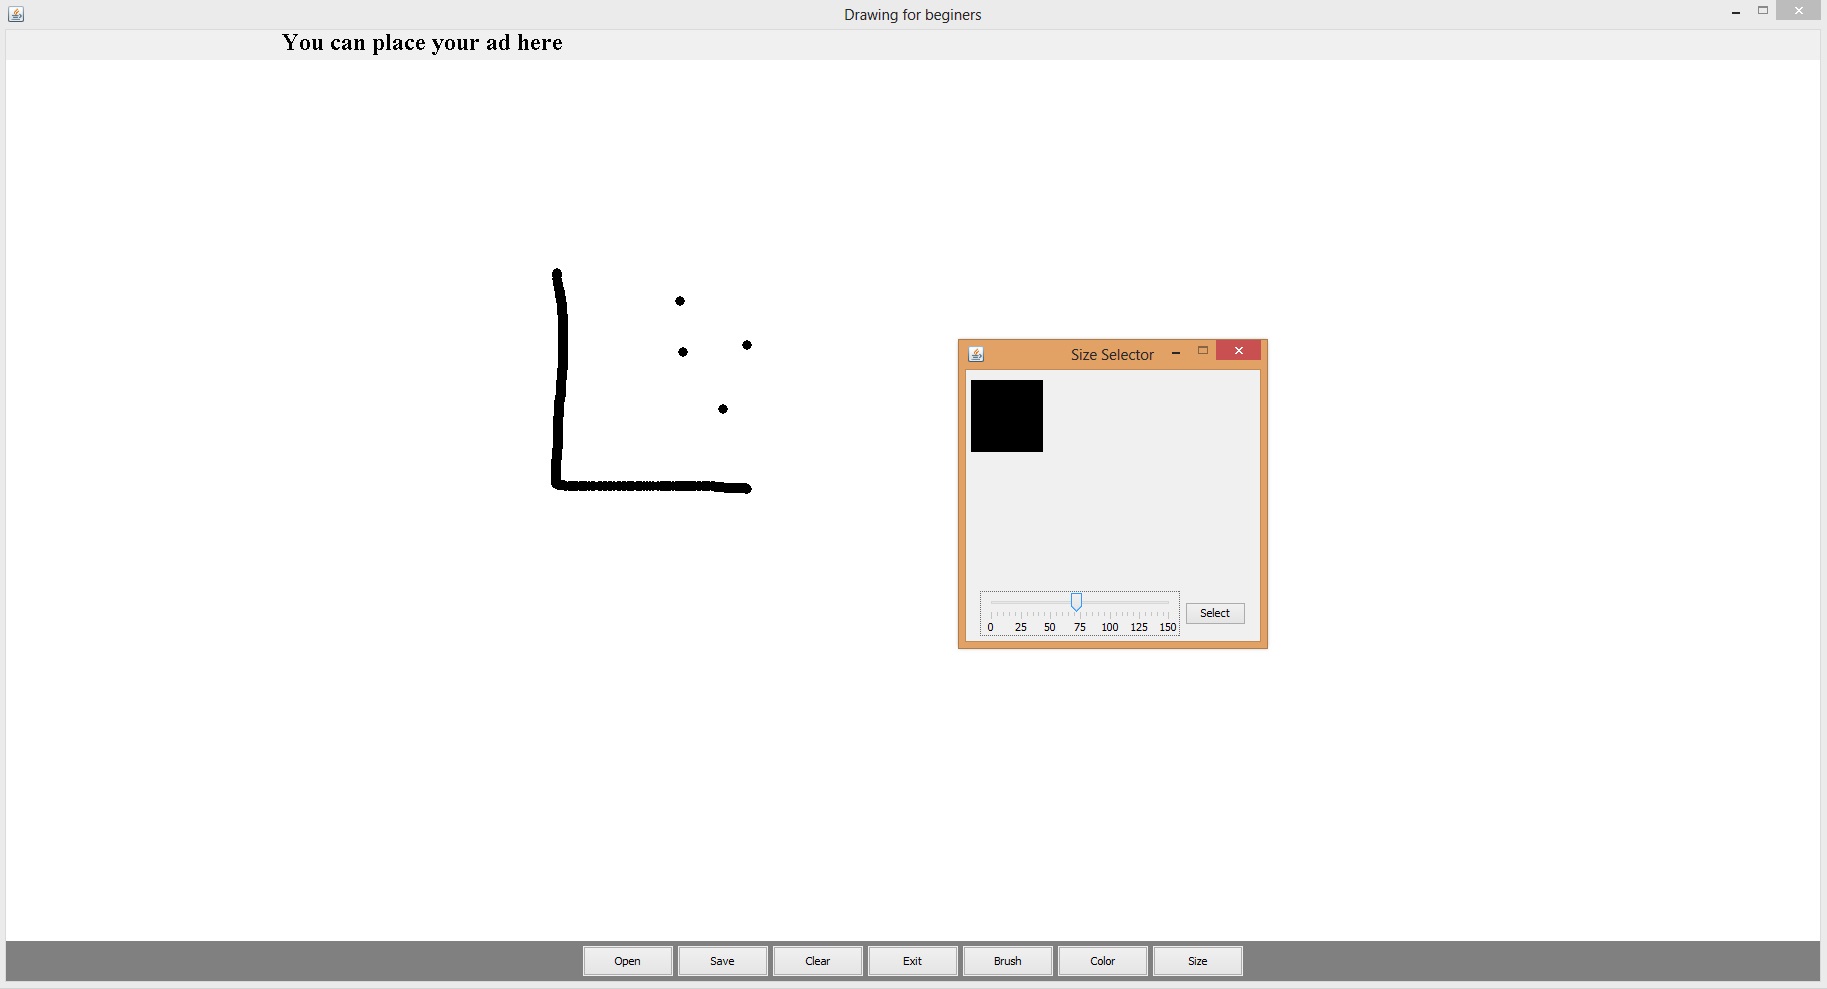 Drawing for beginers
You can place your ad here
Size Selector
0 25 50 75 100 125 150
Select
Open Save Clear Exit Brush Color Size